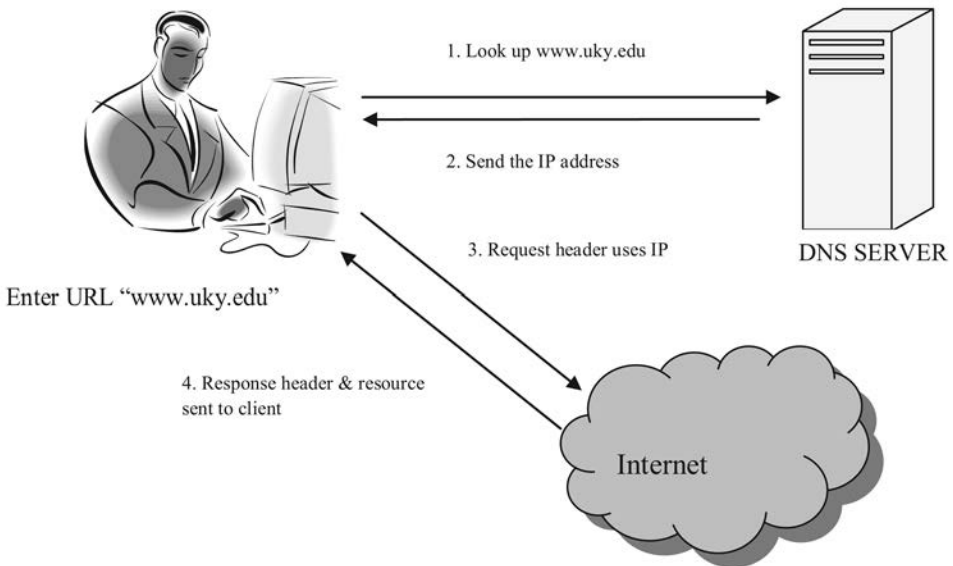 1. Look up www.uky.edu
2. Send the IP address
3. Request header uses IP
DNS SERVER
Enter URL “www.uky.edu”
4. Response header & resource
sent to client
Internet